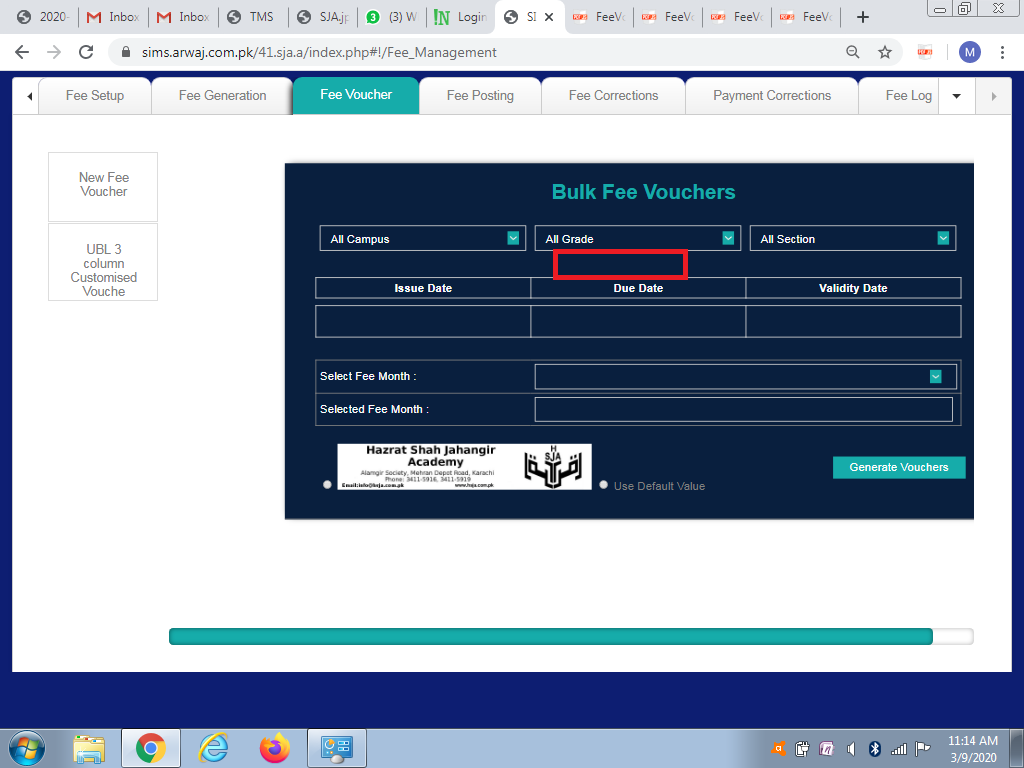 2020-
Inbox
Inbox
TMS
SJA.jp
3
(3) W
Login
SI
FeeVo
FeeVo
FeeVo
FeeVo
sims.arwaj.com.pk/41.sja.a/index.php#!/Fee_Management
M
Fee Setup
Fee Generation
Fee Voucher
Fee Posting
Fee Corrections
Payment Corrections
Fee Log
New Fee
Voucher
UBL 3
column
Customised
Vouche
Bulk Fee Vouchers
All Campus
All Grade
All Section
Issue Date
Due Date
Validity Date
Select Fee Month :
Selected Fee Month :
Hazrat Shah Jahangir
Academy
Alamgir Society, Mehran Depot Road, Karachi
Phone: 3411-5916, 3411-5919
Email:info@hsja.com.pk www.hsja.com.pk
H
SJA
Use Default Value
Generate Vouchers
11:14 AM
3/9/2020